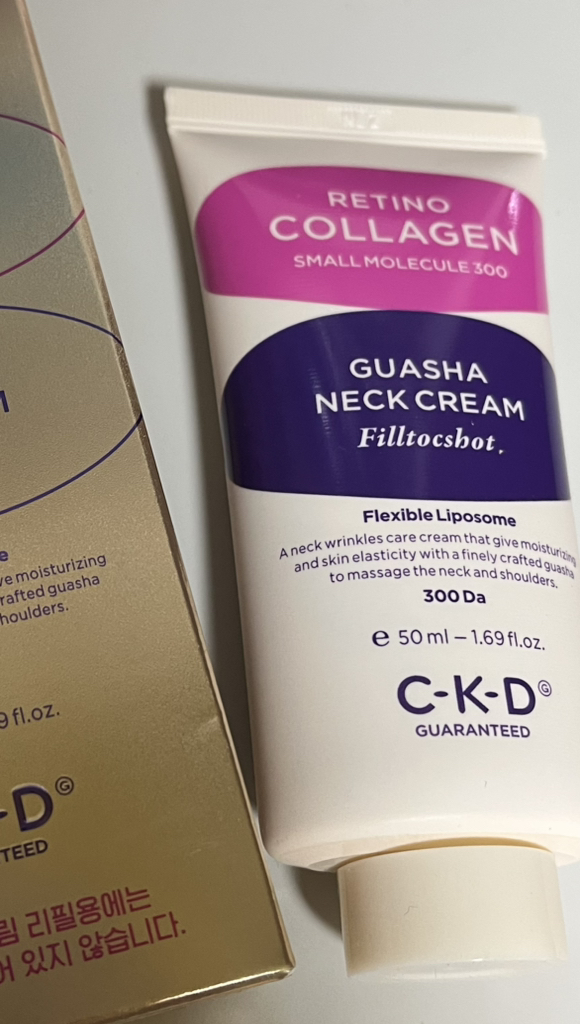 RETINO
COLLAGEN
SMALL MOLECULE 300
GUASHA
NECK CREAM
Filltocshot.
Flexible Liposome
A neck wrinkles care cream that give moisturizing
and skin elasticity with a finely crafted guasha
to massage the neck and shoulders.
300 Da
e 50 ml – 1.69 fl.oz.
C-K-D G
GUARANTEED
moisturizing
rafted guasha
houlders.
9 fl.oz.
-D G
TEED
림 리필용에는
어 있지 않습니다.